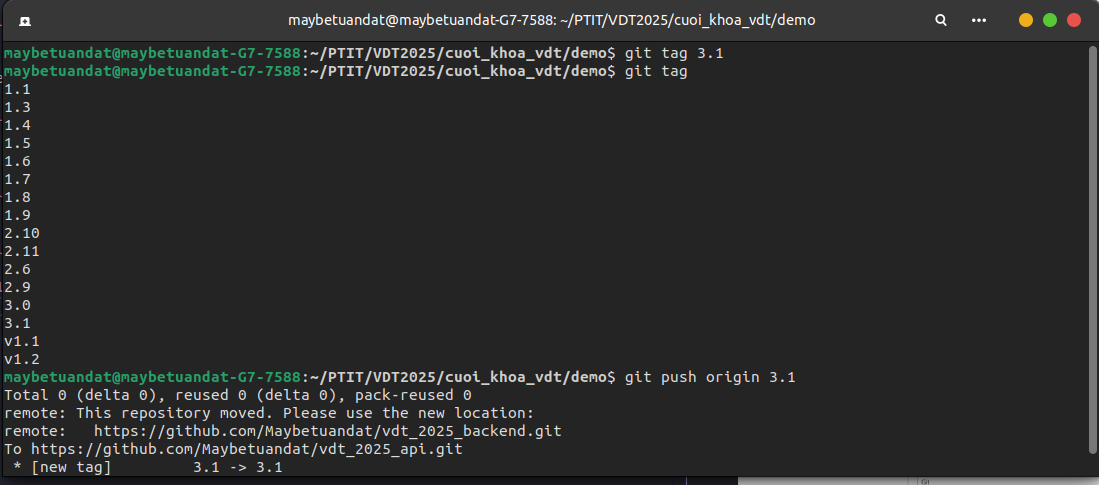 maybetuandat@maybetuandat-G7-7588: ~/PTIT/VDT2025/cuoi_khoa_vdt/demo
maybetuandat@maybetuandat-G7-7588:~/PTIT/VDT2025/cuoi_khoa_vdt/demo$ git tag 3.1
maybetuandat@maybetuandat-G7-7588:~/PTIT/VDT2025/cuoi_khoa_vdt/demo$ git tag
1.1
1.3
1.4
1.5
1.6
1.7
1.8
1.9
2.10
2.11
2.6
2.9
3.0
3.1
v1.1
v1.2
maybetuandat@maybetuandat-G7-7588:~/PTIT/VDT2025/cuoi_khoa_vdt/demo$ git push origin 3.1
Total 0 (delta 0), reused 0 (delta 0), pack-reused 0
remote: This repository moved. Please use the new location:
remote:   https://github.com/Maybetuandat/vdt_2025_backend.git
To https://github.com/Maybetuandat/vdt_2025_api.git
 * [new tag]         3.1 -> 3.1